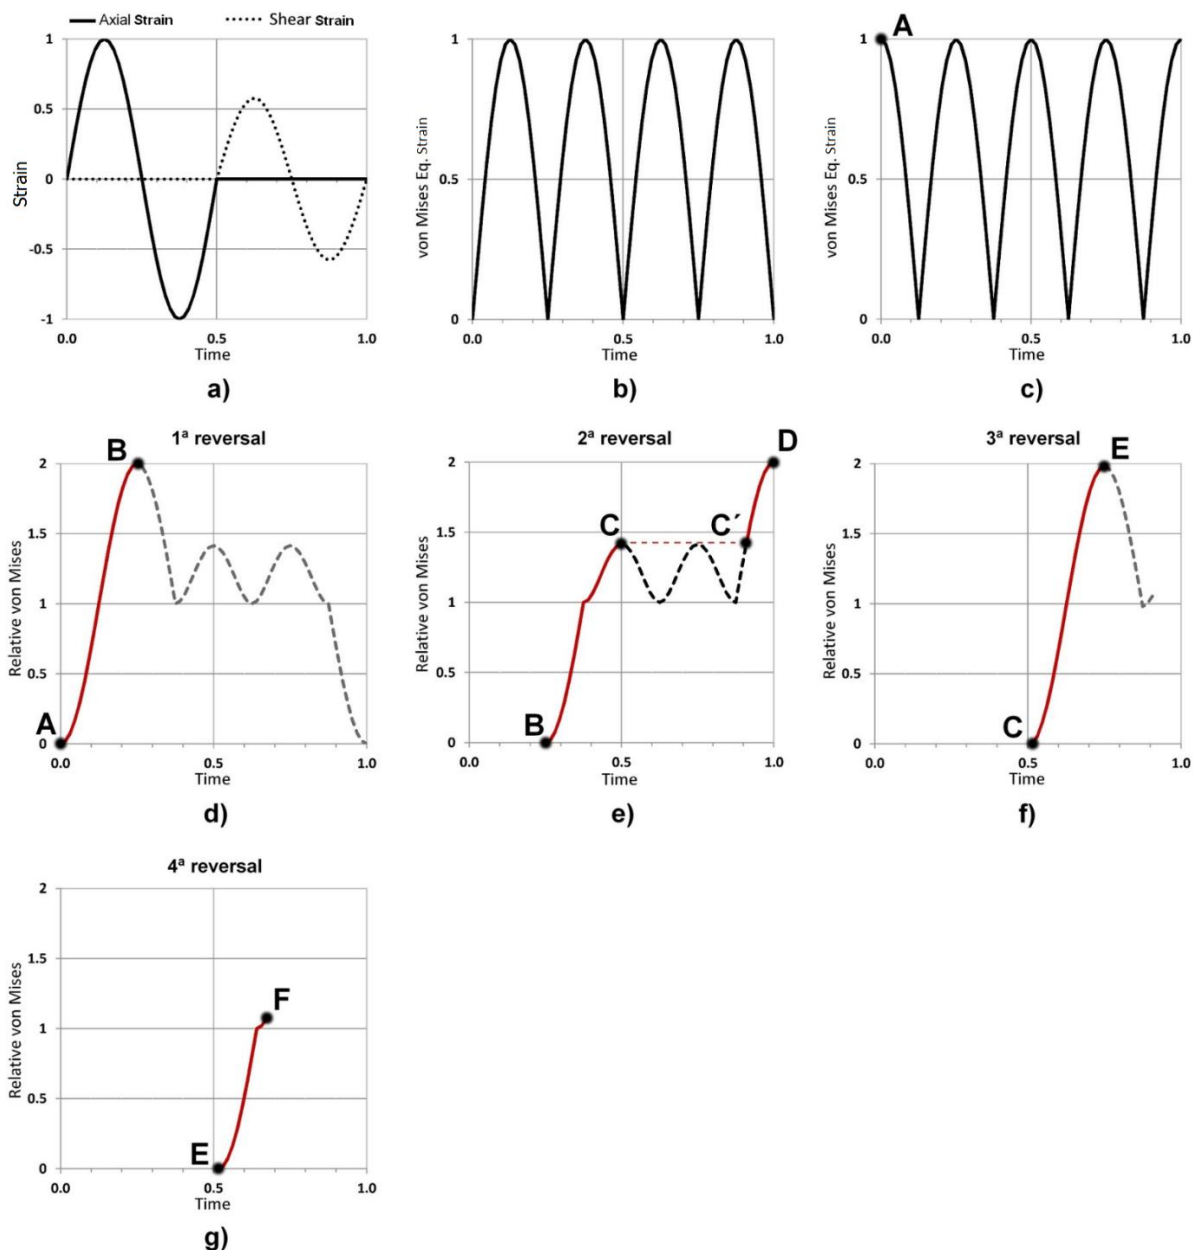 Axial Strain Shear Strain
1
0.5
0
-0.5
-1
Strain
0.0 0.5 1.0
Time
a)
1
0.5
0
von Mises Eq. Strain
0.0 0.5 1.0
Time
b)
A
1
0.5
0
von Mises Eq. Strain
0.0 0.5 1.0
Time
c)
1ª reversal
B
2
1.5
1
0.5
A
0
Relative von Mises
0.0 0.5 1.0
Time
d)
2ª reversal
D
2
1.5
C C´
1
0.5
B
0
Relative von Mises
0.0 0.5 1.0
Time
e)
3ª reversal
E
2
1.5
1
0.5
C
0
Relative von Mises
0.0 0.5 1.0
Time
f)
4ª reversal
2
1.5
F
1
0.5
E
0
Relative von Mises
0.0 0.5 1.0
Time
g)